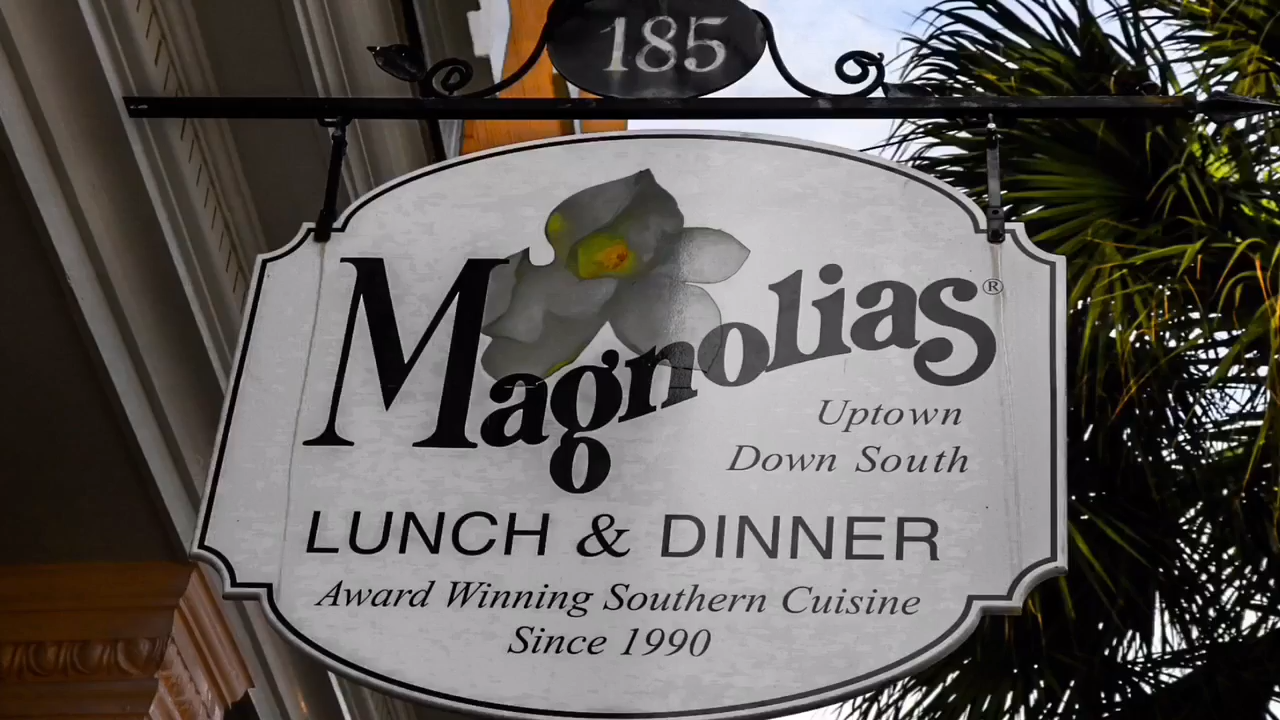 185
Magnolias®
Uptown
Down South
LUNCH & DINNER
Award Winning Southern Cuisine
Since 1990